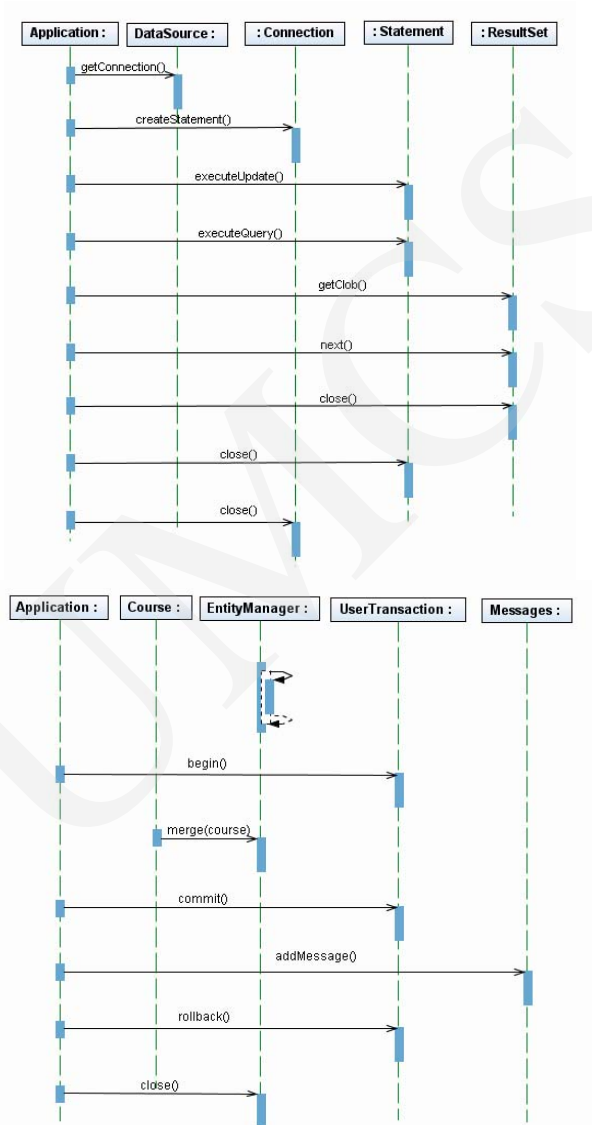 Application :
DataSource :
: Connection
: Statement
: ResultSet
getConnection()
createStatement()
executeUpdate()
executeQuery()
getClob()
next()
close()
close()
close()
Application :
Course :
EntityManager :
UserTransaction :
Messages :
begin()
merge(course)
commit()
addMessage()
rollback()
close()
UMCS